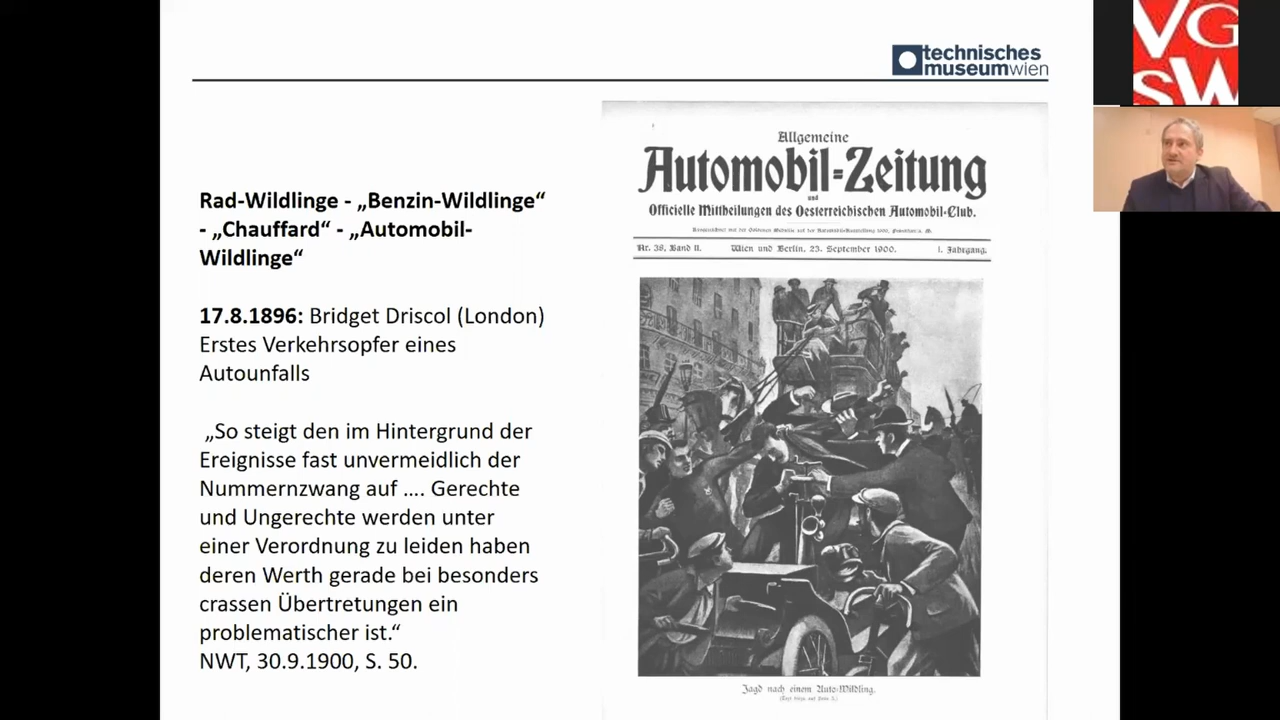 technisches
museumwien
VG
SW
Rad-Wildlinge - „Benzin-Wildlinge“
- „Chauffard“ - „Automobil-
Wildlinge“
17.8.1896: Bridget Driscol (London)
Erstes Verkehrsopfer eines
Autounfalls
„So steigt den im Hintergrund der
Ereignisse fast unvermeidlich der
Nummernzwang auf …. Gerechte
und Ungerechte werden unter
einer Verordnung zu leiden haben
deren Werth gerade bei besonders
crassen Übertretungen ein
problematischer ist.“
NWT, 30.9.1900, S. 50.
Allgemeine
Automobil-Zeitung
und
Officielle Mittheilungen des Oesterreichischen Automobil-Club.
Nr. 38, Band II. Wien und Berlin, 23. September 1900. 1. Jahrgang.
Jagd nach einem Auto-Wildling.